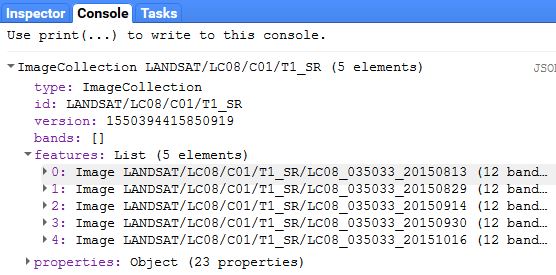 Inspector Console Tasks
Use print(...) to write to this console.
ImageCollection LANDSAT/LC08/C01/T1_SR (5 elements) JSO
type: ImageCollection
id: LANDSAT/LC08/C01/T1_SR
version: 1550394415850919
bands: []
features: List (5 elements)
0: Image LANDSAT/LC08/C01/T1_SR/LC08_035033_20150813 (12 band…
1: Image LANDSAT/LC08/C01/T1_SR/LC08_035033_20150829 (12 band…
2: Image LANDSAT/LC08/C01/T1_SR/LC08_035033_20150914 (12 band…
3: Image LANDSAT/LC08/C01/T1_SR/LC08_035033_20150930 (12 band…
4: Image LANDSAT/LC08/C01/T1_SR/LC08_035033_20151016 (12 band…
properties: Object (23 properties)